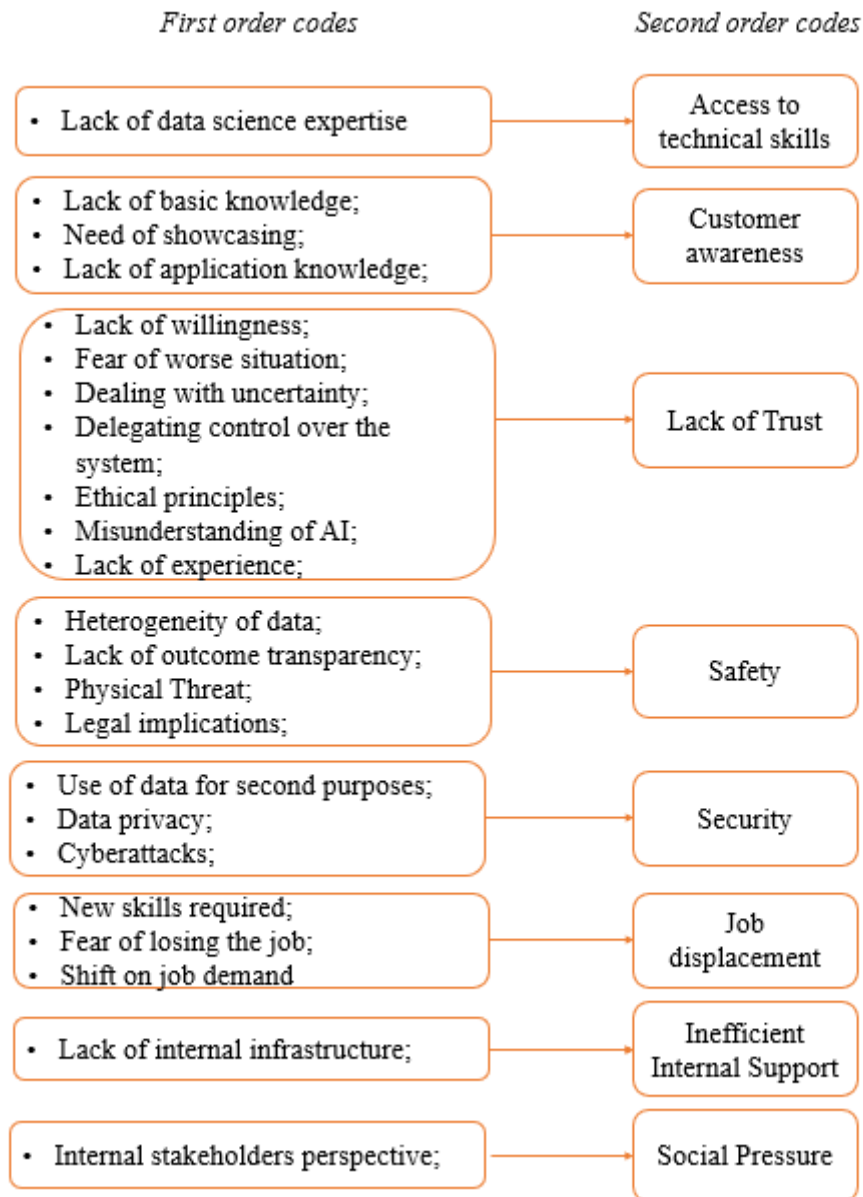 First order codes
Second order codes
• Lack of data science expertise
Access to
technical skills
• Lack of basic knowledge;
• Need of showcasing;
• Lack of application knowledge;
Customer
awareness
• Lack of willingness;
• Fear of worse situation;
• Dealing with uncertainty;
• Delegating control over the
system;
• Ethical principles;
• Misunderstanding of AI;
• Lack of experience;
Lack of Trust
• Heterogeneity of data;
• Lack of outcome transparency;
• Physical Threat;
• Legal implications;
Safety
• Use of data for second purposes;
• Data privacy;
• Cyberattacks;
Security
• New skills required;
• Fear of losing the job;
• Shift on job demand
Job
displacement
• Lack of internal infrastructure;
Inefficient
Internal Support
• Internal stakeholders perspective;
Social Pressure